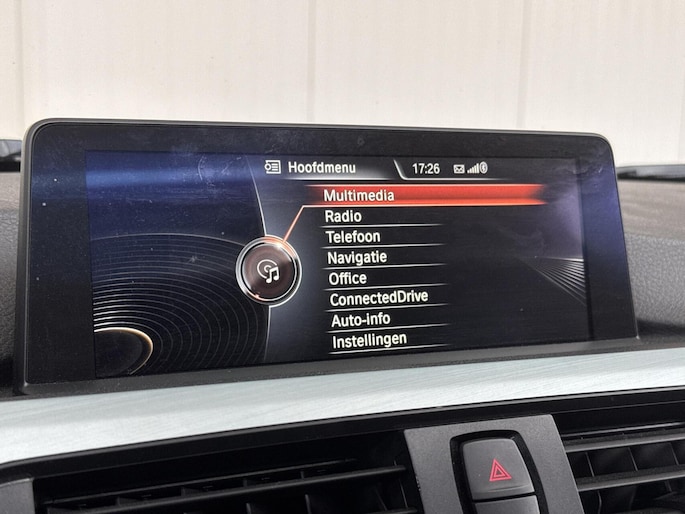 Hoofdmenu 17:26
Multimedia
Radio
Telefoon
Navigatie
Office
ConnectedDrive
Auto-info
Instellingen